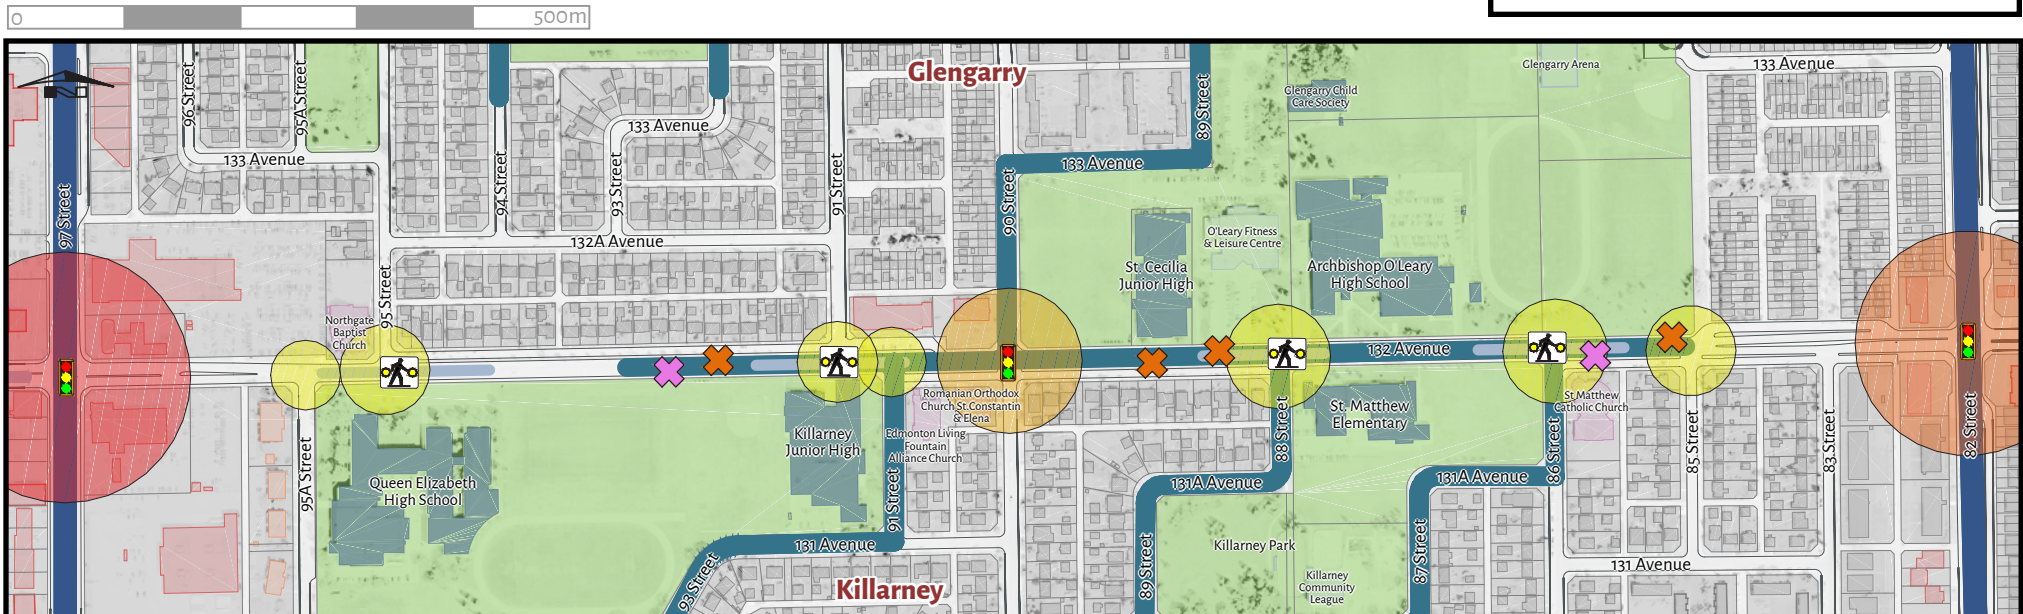 0
500m
Glengarry
Glengarry Arena
133 Avenue
96 Street
95A Street
89 Street
Glengarry Child
Care Society
133 Avenue
133 Avenue
133 Avenue
97 Street
94 Street
93 Street
91 Street
90 Street
132A Avenue
O'Leary Fitness
& Leisure Centre
St. Cecilia
Junior High
Archbishop O'Leary
High School
95 Street
Northgate
Baptist
Church
132 Avenue
Romanian Orthodox
Church St.Constantin
& Elena
St Matthew
Catholic Church
St. Matthew
Elementary
Killarney
Junior High
Edmonton Living
Fountain
Alliance Church
88 Street
86 Street
85 Street
83 Street
82 Street
95A Street
Queen Elizabeth
High School
91 Street
131A Avenue
131A Avenue
131 Avenue
Killarney Park
93 Street
89 Street
87 Street
131 Avenue
Killarney
Killarney
Community
League